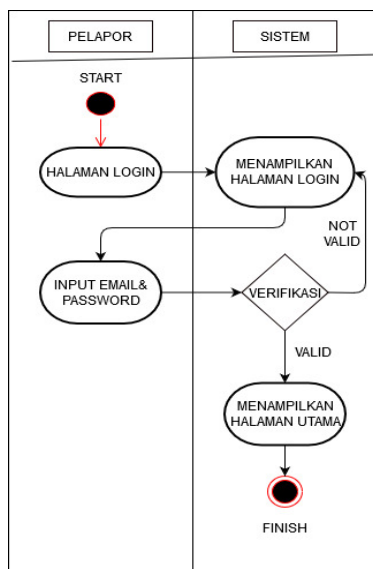 PELAPOR
SISTEM
START
HALAMAN LOGIN
MENAMPILKAN
HALAMAN LOGIN
NOT
VALID
INPUT EMAIL&
PASSWORD
VERIFIKASI
VALID
MENAMPILKAN
HALAMAN UTAMA
FINISH